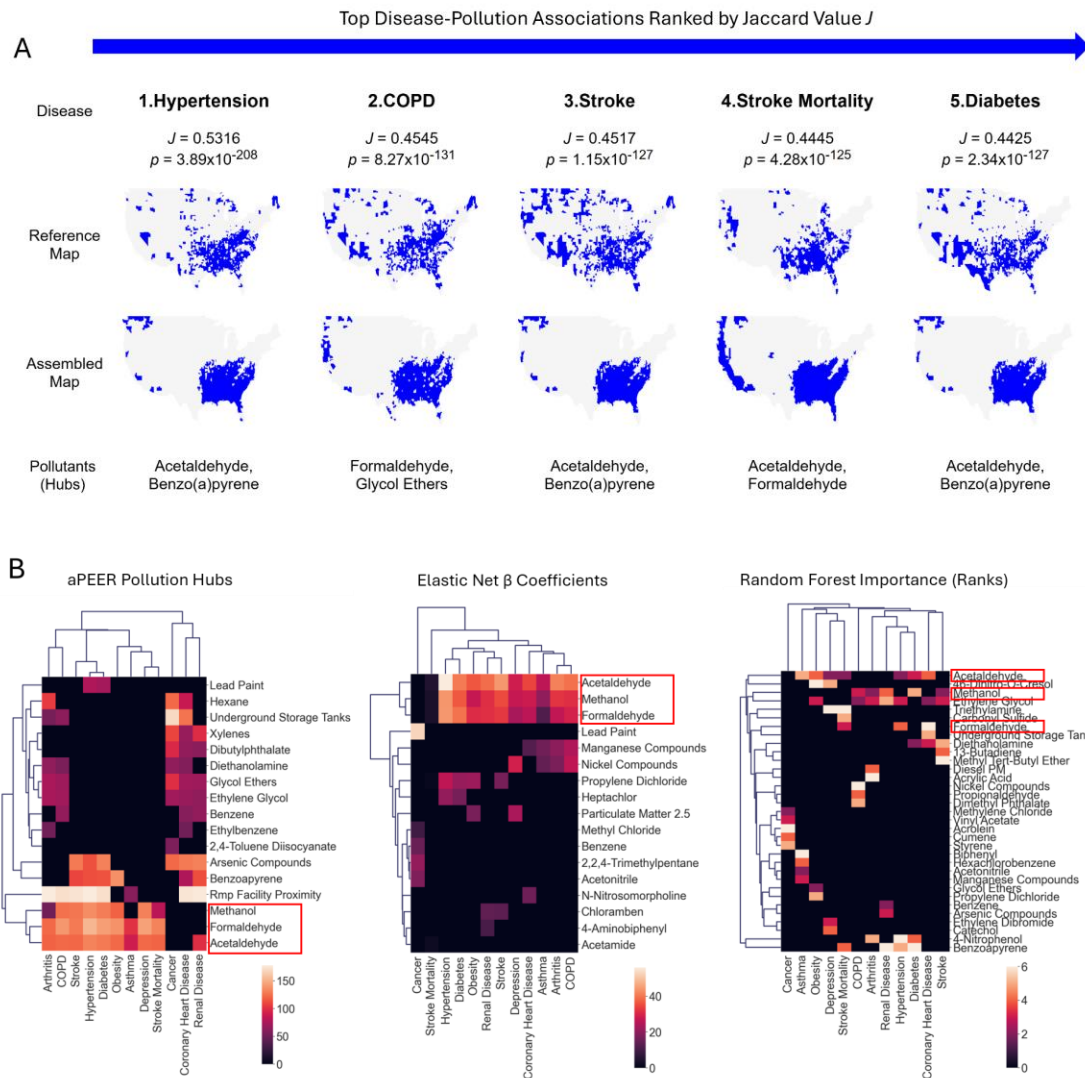 Top Disease-Pollution Associations Ranked by Jaccard Value J
A
Disease
1.Hypertension
2.COPD
3.Stroke
4.Stroke Mortality
5.Diabetes
J = 0.5316
J = 0.4545
J = 0.4517
J = 0.4445
J = 0.4425
p = 3.89x10-208
p = 8.27x10-131
p = 1.15x10-127
p = 4.28x10-125
p = 2.34x10-127
Reference
Map
Assembled
Map
Pollutants
(Hubs)
Acetaldehyde,
Benzo(a)pyrene
Formaldehyde,
Glycol Ethers
Acetaldehyde,
Benzo(a)pyrene
Acetaldehyde,
Formaldehyde
Acetaldehyde,
Benzo(a)pyrene
B
aPEER Pollution Hubs
Lead Paint
Hexane
Underground Storage Tanks
Xylenes
Dibutylphthalate
Diethanolamine
Glycol Ethers
Ethylene Glycol
Benzene
Ethylbenzene
2,4-Toluene Diisocyanate
Arsenic Compounds
Benzoapyrene
Rmp Facility Proximity
Methanol
Formaldehyde
Acetaldehyde
Arthritis
COPD
Stroke
Hypertension
Diabetes
Obesity
Asthma
Depression
Stroke Mortality
Cancer
Coronary Heart Disease
Renal Disease
150
100
50
0
Elastic Net β Coefficients
Acetaldehyde
Methanol
Formaldehyde
Lead Paint
Manganese Compounds
Nickel Compounds
Propylene Dichloride
Heptachlor
Particulate Matter 2.5
Methyl Chloride
Benzene
2,2,4-Trimethylpentane
Acetonitrile
N-Nitrosomorpholine
Chloramben
4-Aminobiphenyl
Acetamide
Cancer
Stroke Mortality
Hypertension
Diabetes
Obesity
Renal Disease
Stroke
Depression
Coronary Heart Disease
Asthma
Arthritis
COPD
40
20
0
Random Forest Importance (Ranks)
Acetaldehyde
46-Dinitro-O-Cresol
Methanol
Ethylene Glycol
Triethylamine
Carbonyl Sulfide
Formaldehyde
Underground Storage Tan
Diethanolamine
13-Butadiene
Methyl Tert-Butyl Ether
Diesel PM
Acrylic Acid
Nickel Compounds
Propionaldehyde
Dimethyl Phthalate
Methylene Chloride
Vinyl Acetate
Acrolein
Cumene
Styrene
Biphenyl
Hexachlorobenzene
Acetonitrile
Manganese Compounds
Glycol Ethers
Propylene Dichloride
Benzene
Arsenic Compounds
Ethylene Dibromide
Catechol
4-Nitrophenol
Benzoapyrene
Cancer
Asthma
Obesity
Depression
Stroke Mortality
COPD
Arthritis
Renal Disease
Hypertension
Diabetes
Coronary Heart Disease
Stroke
6
4
2
0